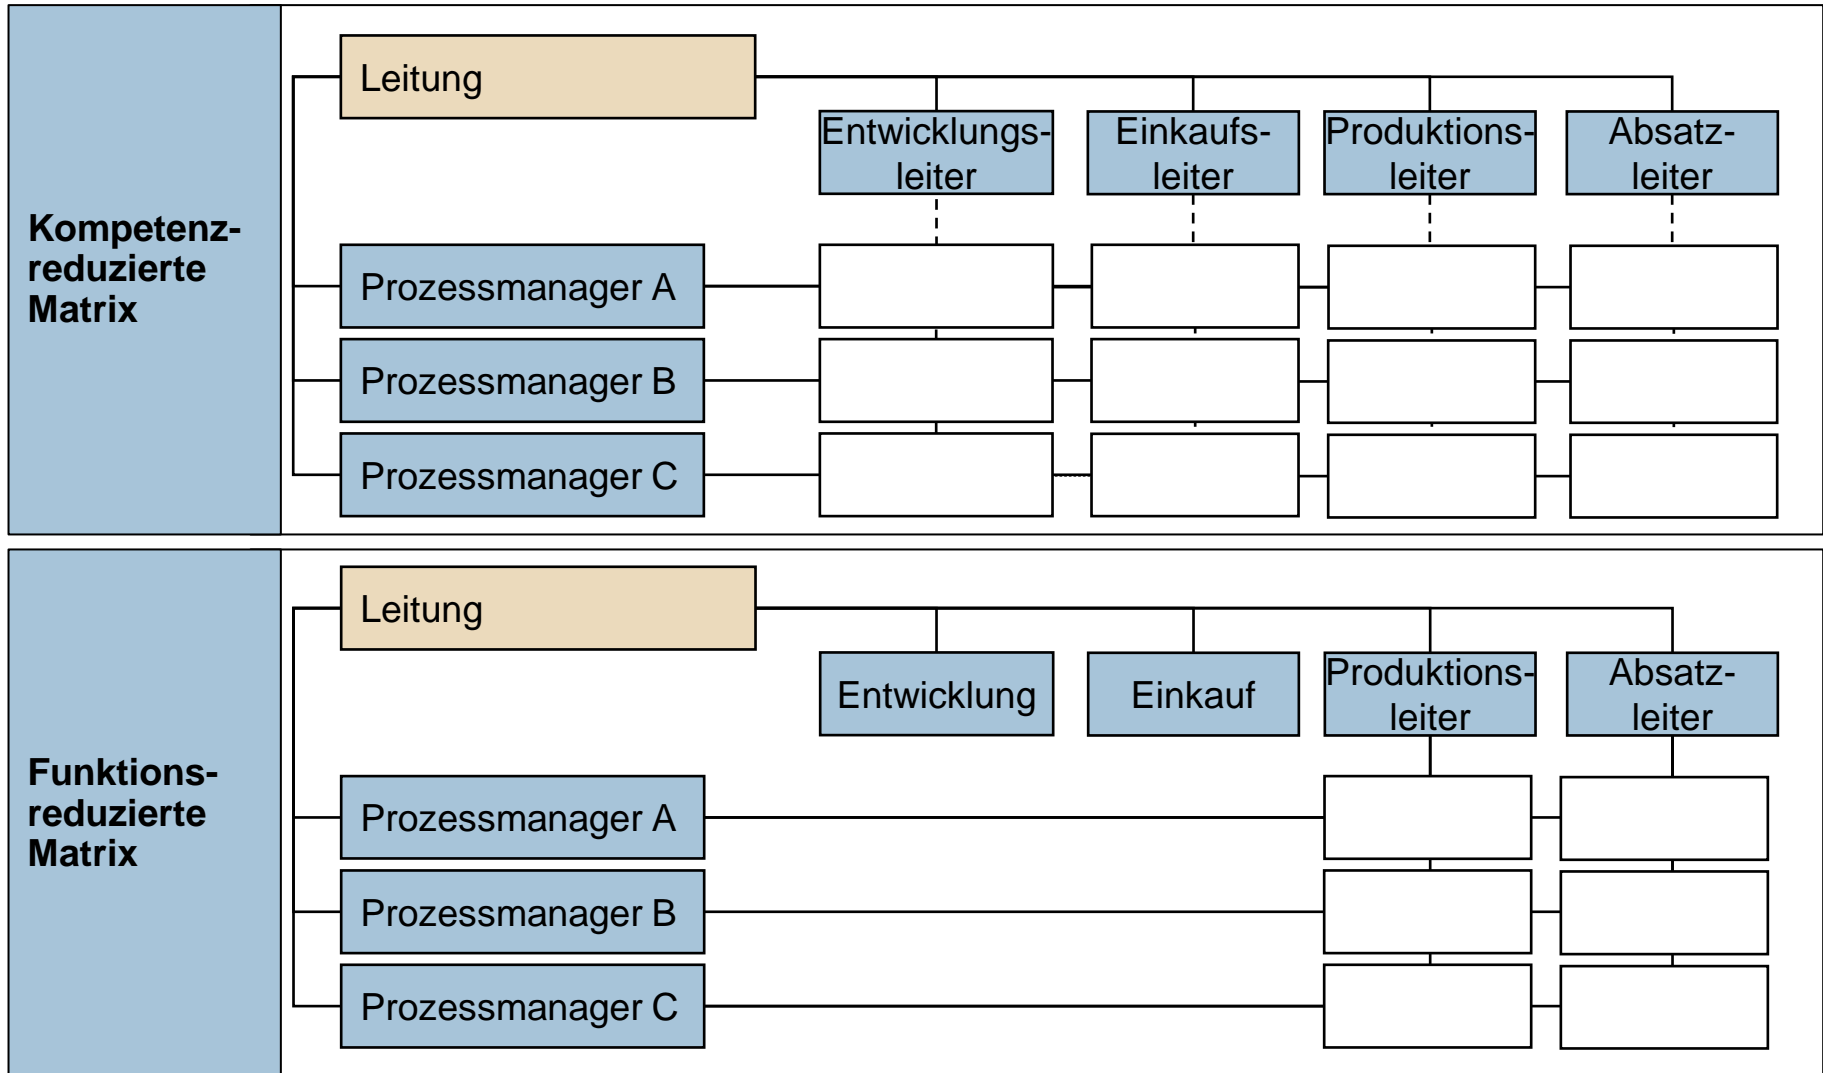 Kompetenz-
reduzierte
Matrix
Leitung
Entwicklungs-
leiter
Einkaufs-
leiter
Produktions-
leiter
Absatz-
leiter
Prozessmanager A
Prozessmanager B
Prozessmanager C
Funktions-
reduzierte
Matrix
Leitung
Entwicklung
Einkauf
Produktions-
leiter
Absatz-
leiter
Prozessmanager A
Prozessmanager B
Prozessmanager C